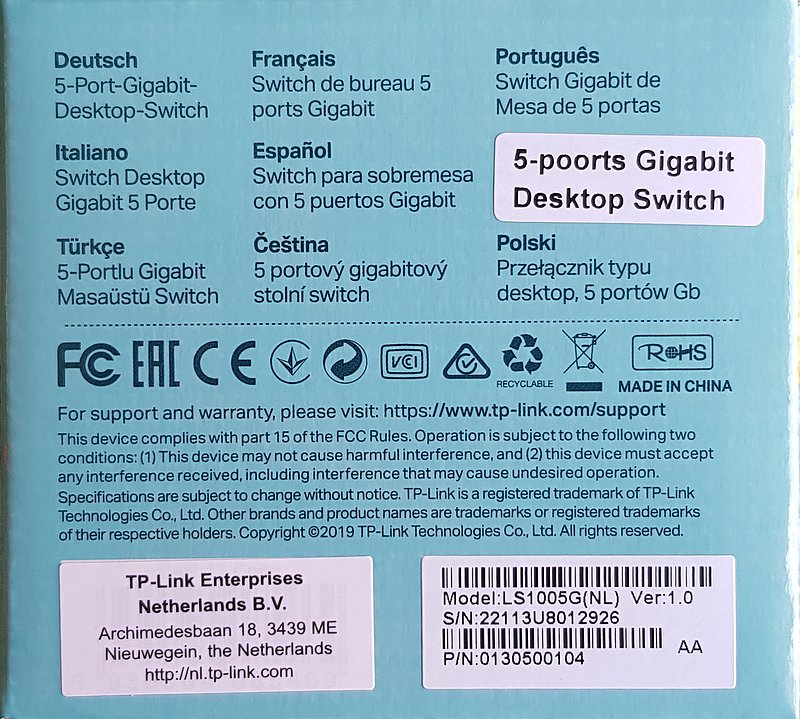 Deutsch
5-Port-Gigabit-
Desktop-Switch
Français
Switch de bureau 5
ports Gigabit
Português
Switch Gigabit de
Mesa de 5 portas
Italiano
Switch Desktop
Gigabit 5 Porte
Español
Switch para sobremesa
con 5 puertos Gigabit
5-poorts Gigabit
Desktop Switch
Türkçe
5-Portlu Gigabit
Masaüstü Switch
Čeština
5 portový gigabitový
stolní switch
Polski
Przełącznik typu
desktop, 5 portów Gb
FC EAC CE VCCI RoHS
RECYCLABLE
MADE IN CHINA
For support and warranty, please visit: https://www.tp-link.com/support
This device complies with part 15 of the FCC Rules. Operation is subject to the following two
conditions: (1) This device may not cause harmful interference, and (2) this device must accept
any interference received, including interference that may cause undesired operation.
Specifications are subject to change without notice. TP-Link is a registered trademark of TP-Link
Technologies Co., Ltd. Other brands and product names are trademarks or registered trademarks
of their respective holders. Copyright ©2019 TP-Link Technologies Co., Ltd. All rights reserved.
TP-Link Enterprises
Netherlands B.V.
Archimedesbaan 18, 3439 ME
Nieuwegein, the Netherlands
http://nl.tp-link.com
Model:LS1005G(NL) Ver:1.0
S/N:22113U8012926
P/N:0130500104
AA